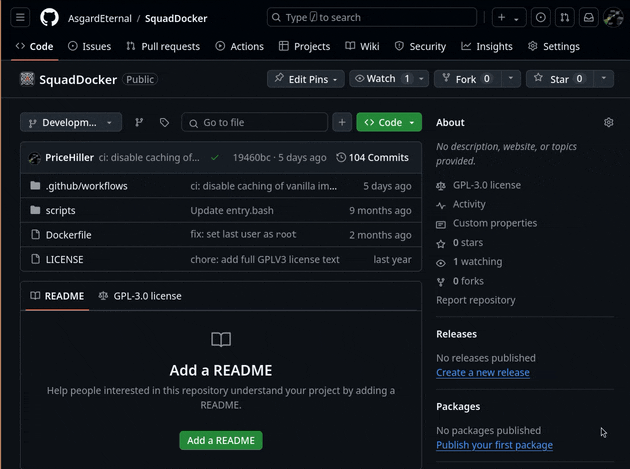 AsgardEternal / SquadDocker
Type / to search
Code Issues Pull requests Actions Projects Wiki Security Insights Settings
SquadDocker Public Edit Pins Watch 1 Fork 0 Star 0
Developm... Go to file Code
PriceHiller ci: disable caching of... 19460bc · 5 days ago 104 Commits
.github/workflows ci: disable caching of vanilla im... 5 days ago
scripts Update entry.bash 9 months ago
Dockerfile fix: set last user as root 2 months ago
LICENSE chore: add full GPLV3 license text last year
README GPL-3.0 license
Add a README
Help people interested in this repository understand your project by adding a
README.
Add a README
About
No description, website, or topics
provided.
GPL-3.0 license
Activity
Custom properties
0 stars
1 watching
0 forks
Report repository
Releases
No releases published
Create a new release
Packages
No packages published
Publish your first package